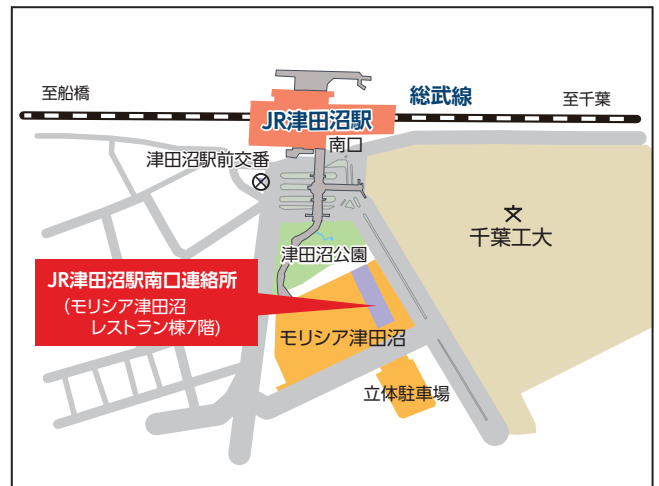 至船橋
総武線
至千葉
JR津田沼駅
南口
津田沼駅前交番
千葉工大
津田沼公園
JR津田沼駅南口連絡所
(モリシア津田沼
レストラン棟7階)
モリシア津田沼
立体駐車場